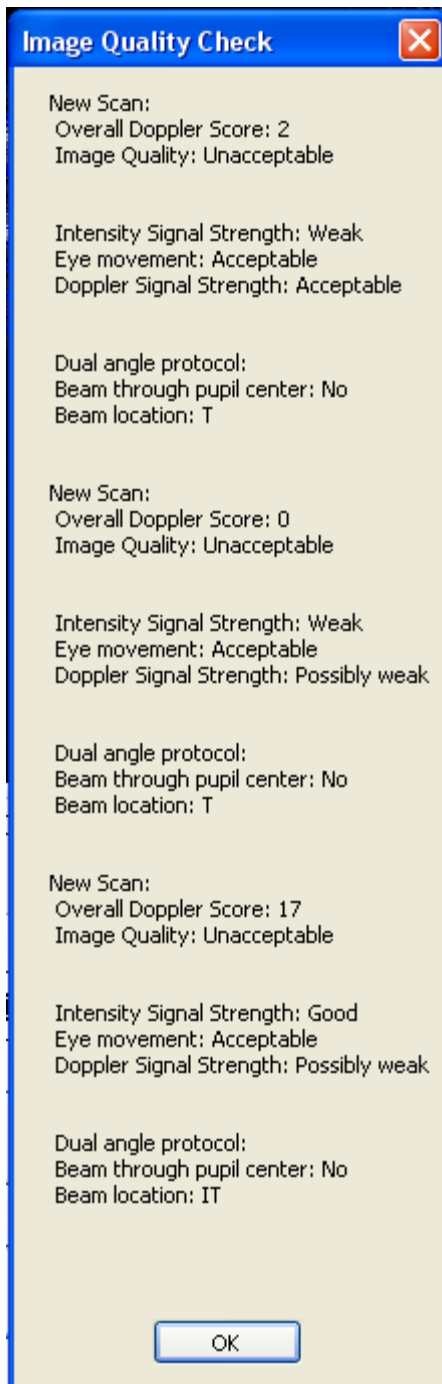 Image Quality Check
New Scan:
Overall Doppler Score: 2
Image Quality: Unacceptable
Intensity Signal Strength: Weak
Eye movement: Acceptable
Doppler Signal Strength: Acceptable
Dual angle protocol:
Beam through pupil center: No
Beam location: T
New Scan:
Overall Doppler Score: 0
Image Quality: Unacceptable
Intensity Signal Strength: Weak
Eye movement: Acceptable
Doppler Signal Strength: Possibly weak
Dual angle protocol:
Beam through pupil center: No
Beam location: T
New Scan:
Overall Doppler Score: 17
Image Quality: Unacceptable
Intensity Signal Strength: Good
Eye movement: Acceptable
Doppler Signal Strength: Possibly weak
Dual angle protocol:
Beam through pupil center: No
Beam location: IT
OK